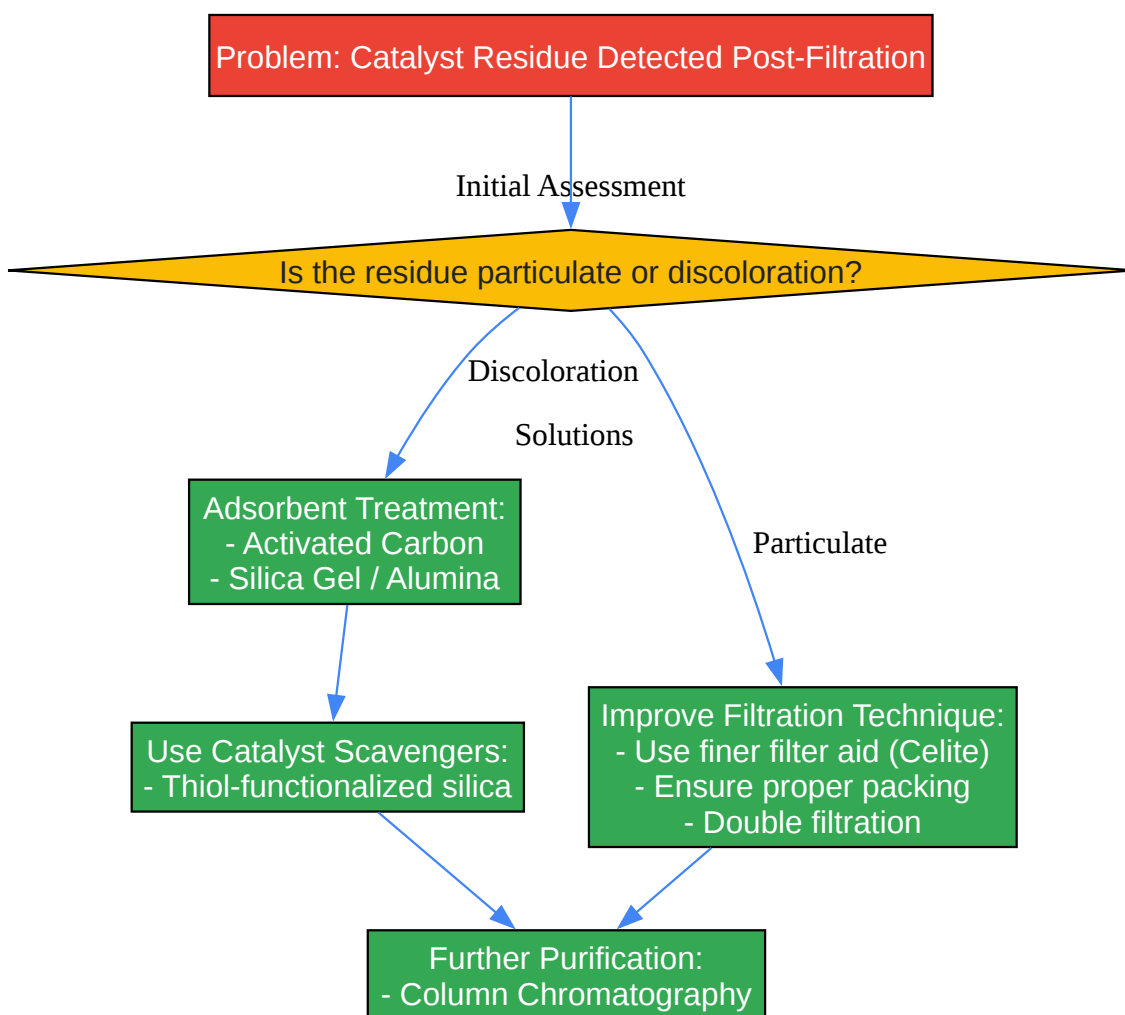 Problem: Catalyst Residue Detected Post-Filtration
Initial Assessment
Is the residue particulate or discoloration?
Discoloration
Solutions
Adsorbent Treatment:
- Activated Carbon
- Silica Gel / Alumina
Particulate
Use Catalyst Scavengers:
- Thiol-functionalized silica
Improve Filtration Technique:
- Use finer filter aid (Celite)
- Ensure proper packing
- Double filtration
Further Purification:
- Column Chromatography